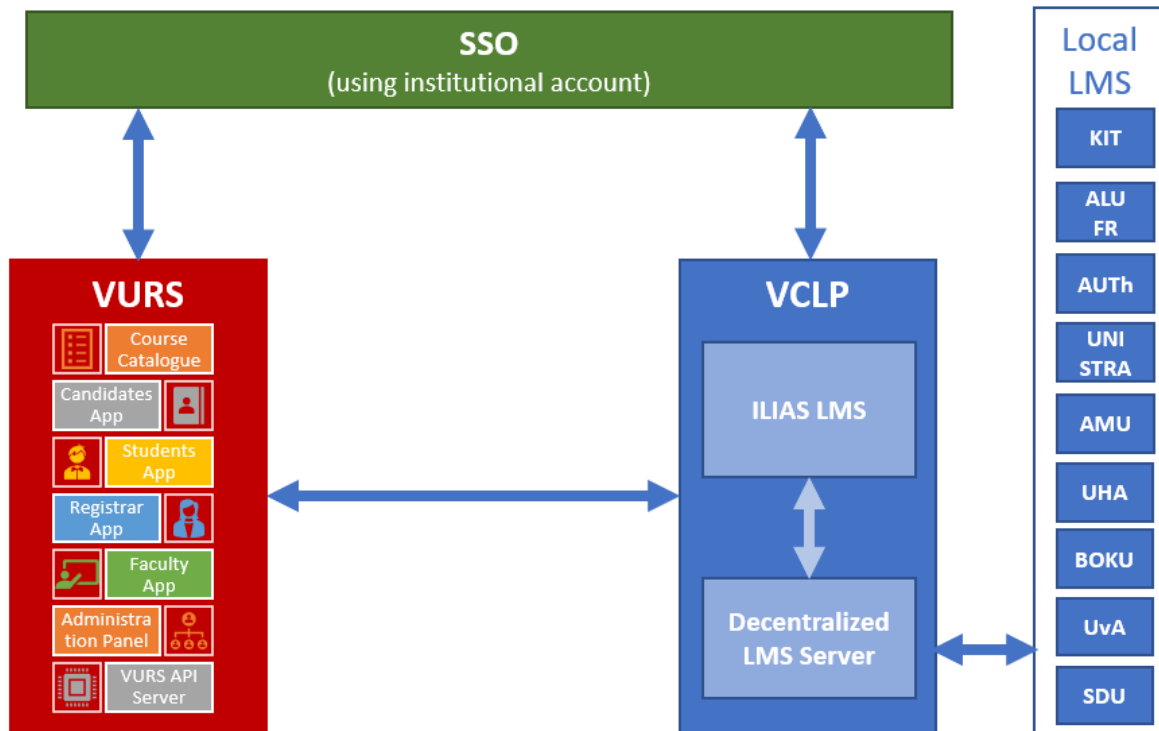 SSO
(using institutional account)
Local
LMS
KIT
ALU
FR
AUTh
UNI
STRA
AMU
UHA
BOKU
UvA
SDU
VURS
Course
Catalogue
Candidates
App
Students
App
Registrar
App
Faculty
App
Administra
tion Panel
VURS API
Server
VCLP
ILIAS LMS
Decentralized
LMS Server